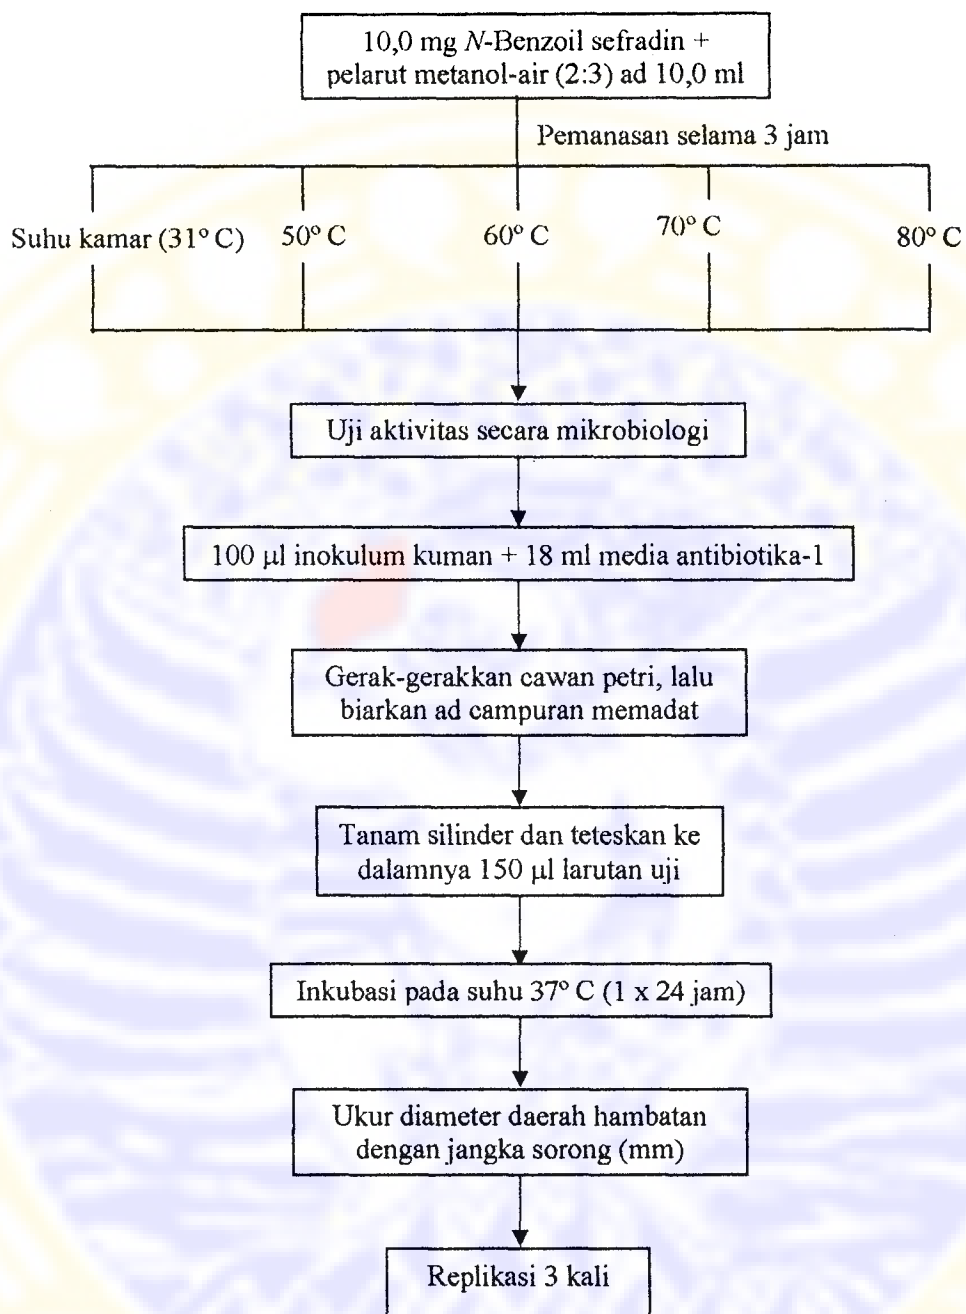 10,0 mg N-Benzoil sefradin +
pelarut metanol-air (2:3) ad 10,0 ml
Pemanasan selama 3 jam
Suhu kamar (31° C)
50° C
60° C
70° C
80° C
Uji aktivitas secara mikrobiologi
100 µl inokulum kuman + 18 ml media antibiotika-1
Gerak-gerakkan cawan petri, lalu
biarkan ad campuran memadat
Tanam silinder dan teteskan ke
dalamnya 150 µl larutan uji
Inkubasi pada suhu 37° C (1 x 24 jam)
Ukur diameter daerah hambatan
dengan jangka sorong (mm)
Replikasi 3 kali